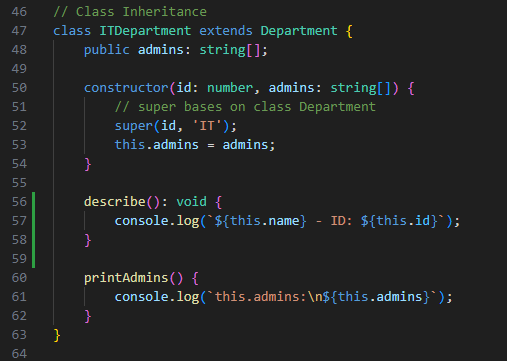 46 // Class Inheritance
47 class ITDepartment extends Department {
48     public admins: string[];
49
50     constructor(id: number, admins: string[]) {
51         // super bases on class Department
52         super(id, 'IT');
53         this.admins = admins;
54     }
55
56     describe(): void {
57         console.log(`${this.name} - ID: ${this.id}`);
58     }
59
60     printAdmins() {
61         console.log(`this.admins:\n${this.admins}`);
62     }
63 }
64